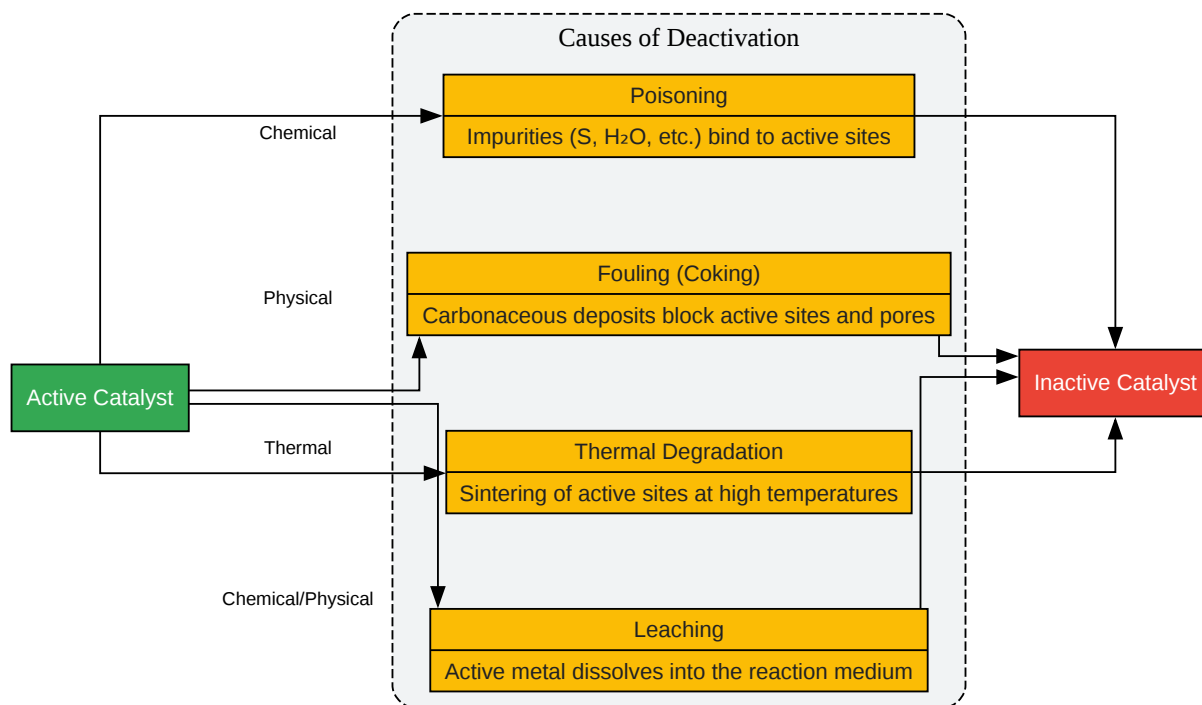 Causes of Deactivation
Poisoning
Impurities (S, H₂O, etc.) bind to active sites
Chemical
Fouling (Coking)
Carbonaceous deposits block active sites and pores
Physical
Active Catalyst
Inactive Catalyst
Thermal
Thermal Degradation
Sintering of active sites at high temperatures
Chemical/Physical
Leaching
Active metal dissolves into the reaction medium